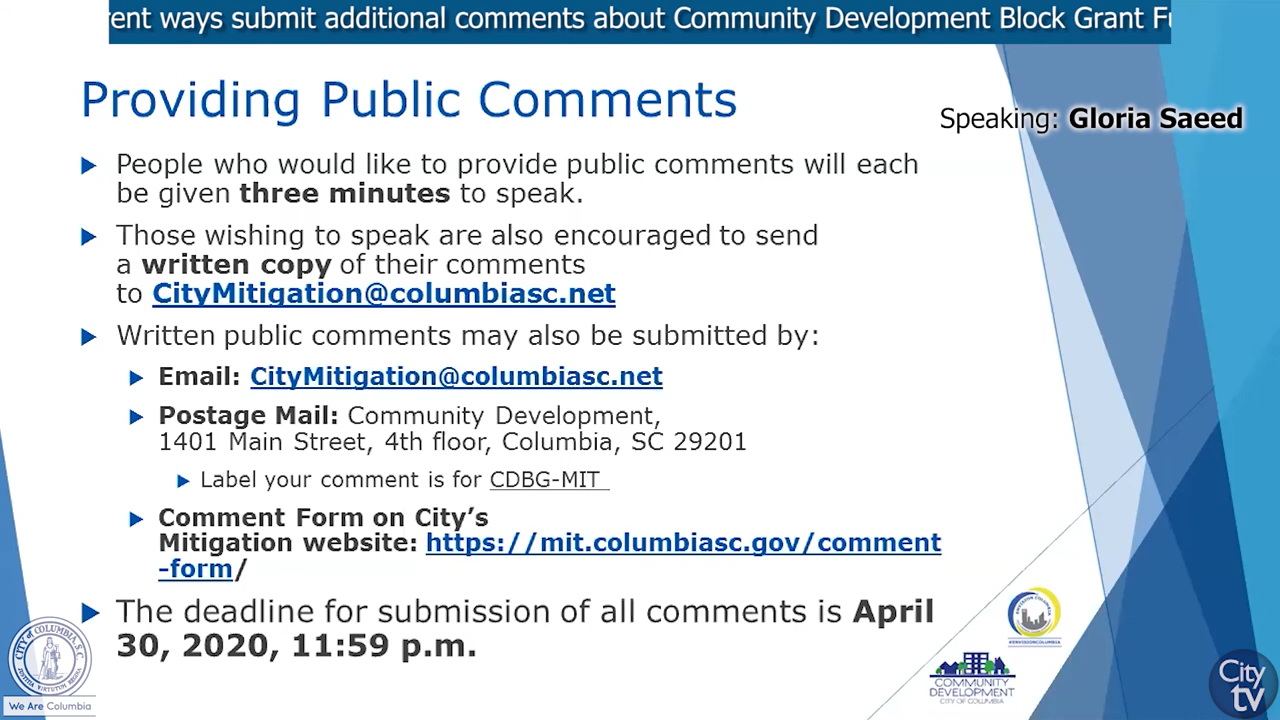 ent ways submit additional comments about Community Development Block Grant Fu
Providing Public Comments
Speaking: Gloria Saeed
People who would like to provide public comments will each
be given three minutes to speak.
Those wishing to speak are also encouraged to send
a written copy of their comments
to CityMitigation@columbiasc.net
Written public comments may also be submitted by:
Email: CityMitigation@columbiasc.net
Postage Mail: Community Development,
1401 Main Street, 4th floor, Columbia, SC 29201
Label your comment is for CDBG-MIT
Comment Form on City's
Mitigation website: https://mit.columbiasc.gov/comment
-form/
The deadline for submission of all comments is April
30, 2020, 11:59 p.m.
CITY OF COLUMBIA, S.C.
We Are Columbia
#ENVISIONCOLUMBIA
COMMUNITY
DEVELOPMENT
CITY OF COLUMBIA
City
tv